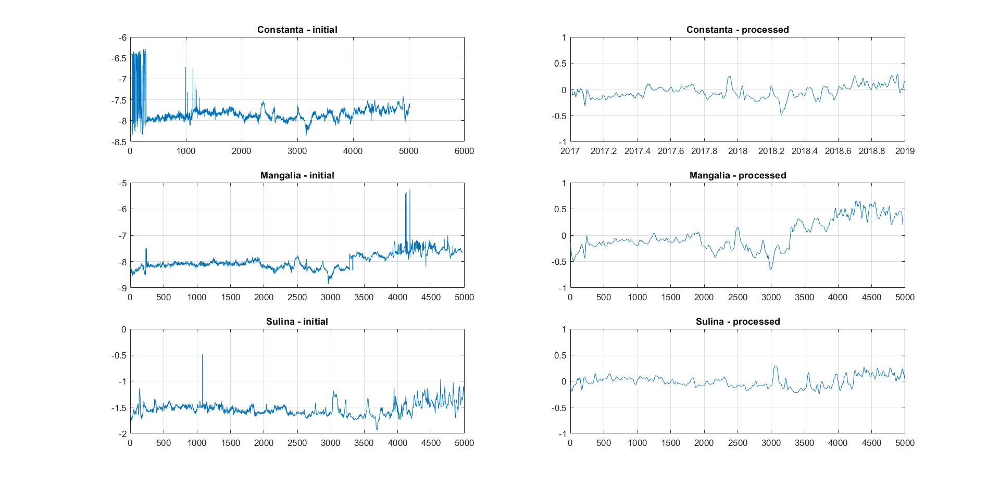 Constanta - initial
-6
-6.5
-7
-7.5
-8
-8.5
0 1000 2000 3000 4000 5000 6000
Constanta - processed
1
0.5
0
-0.5
-1
2017 2017.2 2017.4 2017.6 2017.8 2018 2018.2 2018.4 2018.6 2018.8 2019
Mangalia - initial
-5
-6
-7
-8
-9
0 500 1000 1500 2000 2500 3000 3500 4000 4500 5000
Mangalia - processed
1
0.5
0
-0.5
-1
0 500 1000 1500 2000 2500 3000 3500 4000 4500 5000
Sulina - initial
0
-0.5
-1
-1.5
-2
0 500 1000 1500 2000 2500 3000 3500 4000 4500 5000
Sulina - processed
1
0.5
0
-0.5
-1
0 500 1000 1500 2000 2500 3000 3500 4000 4500 5000